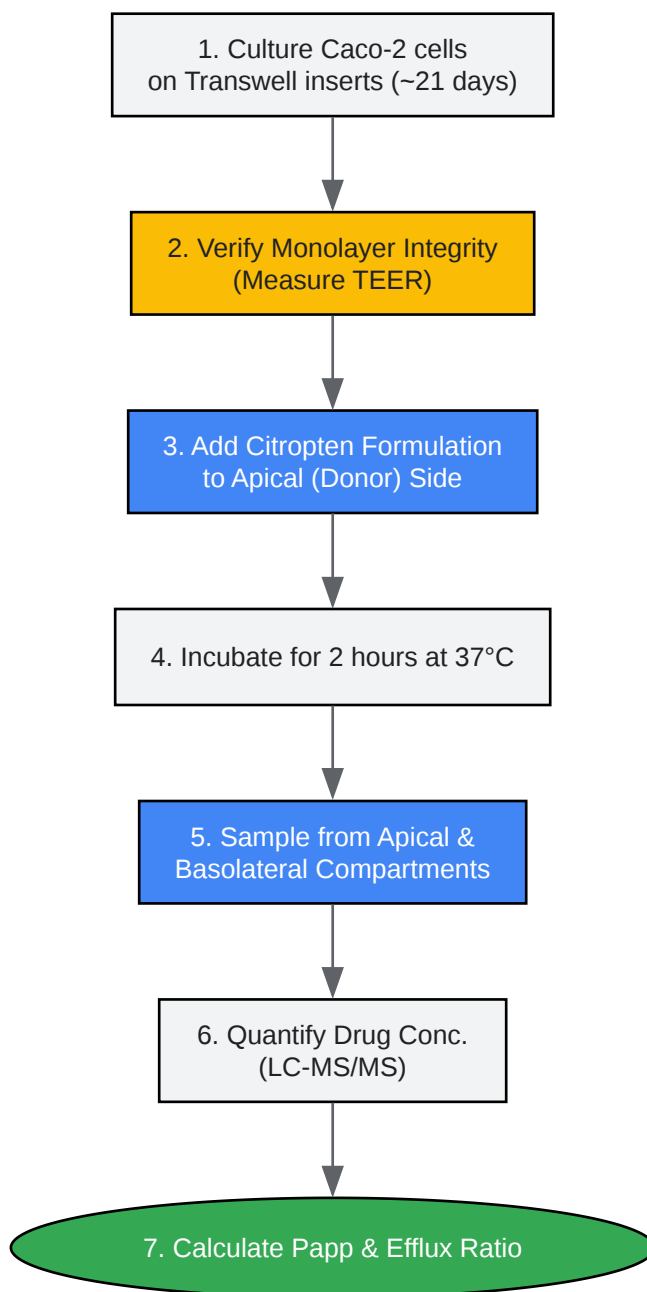 1. Culture Caco-2 cells
on Transwell inserts (~21 days)
2. Verify Monolayer Integrity
(Measure TEER)
3. Add Citropten Formulation
to Apical (Donor) Side
4. Incubate for 2 hours at 37°C
5. Sample from Apical &
Basolateral Compartments
6. Quantify Drug Conc.
(LC-MS/MS)
7. Calculate Papp & Efflux Ratio